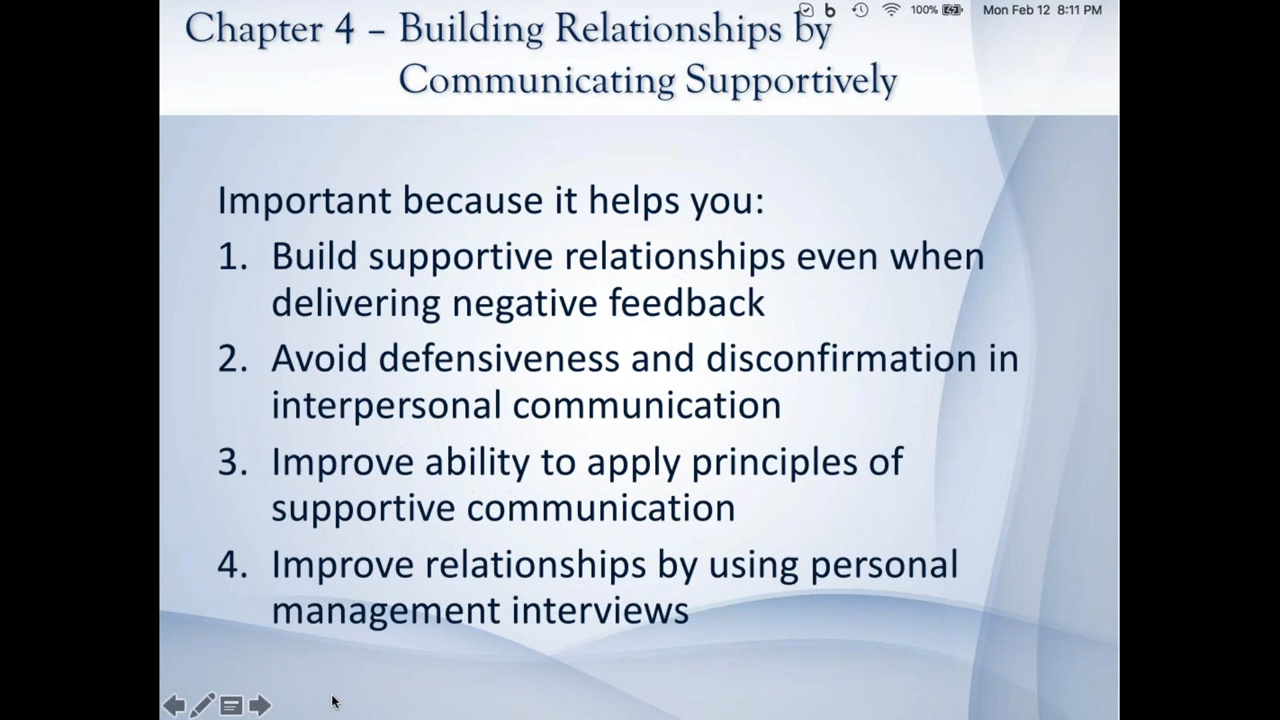 100% Mon Feb 12 8:11 PM
Chapter 4 – Building Relationships by
Communicating Supportively
Important because it helps you:
1. Build supportive relationships even when
delivering negative feedback
2. Avoid defensiveness and disconfirmation in
interpersonal communication
3. Improve ability to apply principles of
supportive communication
4. Improve relationships by using personal
management interviews